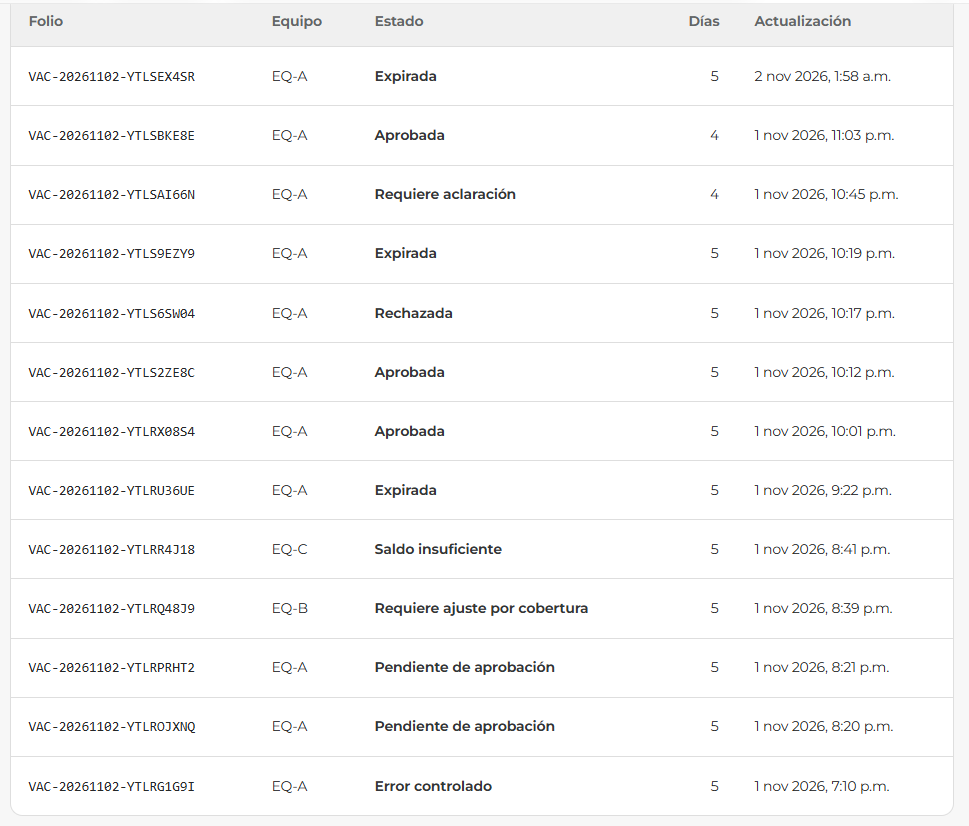 Folio Equipo Estado Días Actualización
VAC-20261102-YTLSEX4SR EQ-A Expirada 5 2 nov 2026, 1:58 a.m.
VAC-20261102-YTLSBKE8E EQ-A Aprobada 4 1 nov 2026, 11:03 p.m.
VAC-20261102-YTLSAI66N EQ-A Requiere aclaración 4 1 nov 2026, 10:45 p.m.
VAC-20261102-YTLS9EZY9 EQ-A Expirada 5 1 nov 2026, 10:19 p.m.
VAC-20261102-YTLS6SW04 EQ-A Rechazada 5 1 nov 2026, 10:17 p.m.
VAC-20261102-YTLS2ZE8C EQ-A Aprobada 5 1 nov 2026, 10:12 p.m.
VAC-20261102-YTLRX08S4 EQ-A Aprobada 5 1 nov 2026, 10:01 p.m.
VAC-20261102-YTLRU36UE EQ-A Expirada 5 1 nov 2026, 9:22 p.m.
VAC-20261102-YTLRR4J18 EQ-C Saldo insuficiente 5 1 nov 2026, 8:41 p.m.
VAC-20261102-YTLRQ48J9 EQ-B Requiere ajuste por cobertura 5 1 nov 2026, 8:39 p.m.
VAC-20261102-YTLRPRHT2 EQ-A Pendiente de aprobación 5 1 nov 2026, 8:21 p.m.
VAC-20261102-YTLROJXNQ EQ-A Pendiente de aprobación 5 1 nov 2026, 8:20 p.m.
VAC-20261102-YTLRG1G9I EQ-A Error controlado 5 1 nov 2026, 7:10 p.m.